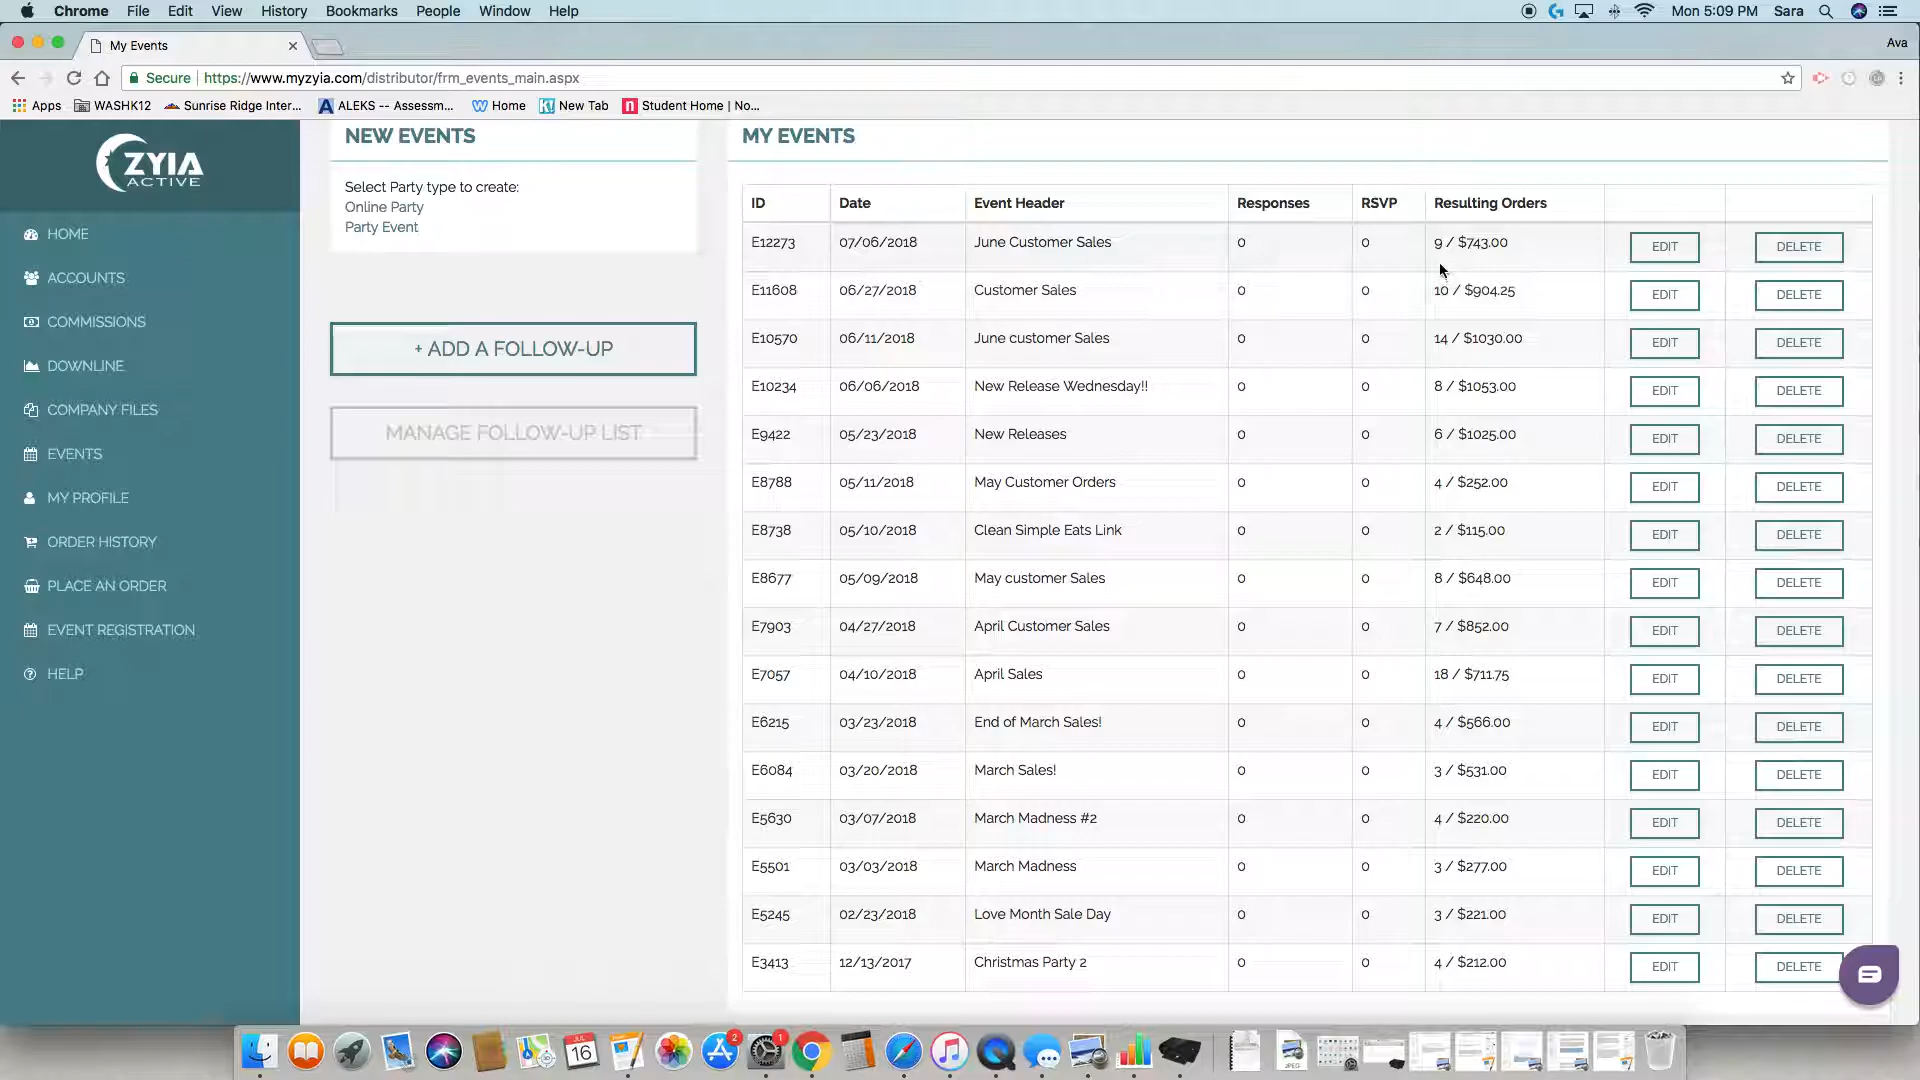 Chrome File Edit View History Bookmarks People Window Help Mon 5:09 PM Sara
My Events Ava
Secure https://www.myzyia.com/distributor/frm_events_main.aspx
Apps WASHK12 Sunrise Ridge Inter... ALEKS -- Assessm... Home New Tab Student Home | No...
ZYIA
ACTIVE
HOME
ACCOUNTS
COMMISSIONS
DOWNLINE
COMPANY FILES
EVENTS
MY PROFILE
ORDER HISTORY
PLACE AN ORDER
EVENT REGISTRATION
HELP
NEW EVENTS
Select Party type to create:
Online Party
Party Event
+ ADD A FOLLOW-UP
MANAGE FOLLOW-UP LIST
MY EVENTS
ID Date Event Header Responses RSVP Resulting Orders
E12273 07/06/2018 June Customer Sales 0 0 9 / $743.00 EDIT DELETE
E11608 06/27/2018 Customer Sales 0 0 10 / $904.25 EDIT DELETE
E10570 06/11/2018 June customer Sales 0 0 14 / $1030.00 EDIT DELETE
E10234 06/06/2018 New Release Wednesday!! 0 0 8 / $1053.00 EDIT DELETE
E9422 05/23/2018 New Releases 0 0 6 / $1025.00 EDIT DELETE
E8788 05/11/2018 May Customer Orders 0 0 4 / $252.00 EDIT DELETE
E8738 05/10/2018 Clean Simple Eats Link 0 0 2 / $115.00 EDIT DELETE
E8677 05/09/2018 May customer Sales 0 0 8 / $648.00 EDIT DELETE
E7903 04/27/2018 April Customer Sales 0 0 7 / $852.00 EDIT DELETE
E7057 04/10/2018 April Sales 0 0 18 / $711.75 EDIT DELETE
E6215 03/23/2018 End of March Sales! 0 0 4 / $566.00 EDIT DELETE
E6084 03/20/2018 March Sales! 0 0 3 / $531.00 EDIT DELETE
E5630 03/07/2018 March Madness #2 0 0 4 / $220.00 EDIT DELETE
E5501 03/03/2018 March Madness 0 0 3 / $277.00 EDIT DELETE
E5245 02/23/2018 Love Month Sale Day 0 0 3 / $221.00 EDIT DELETE
E3413 12/13/2017 Christmas Party 2 0 0 4 / $212.00 EDIT DELETE
JUL
16
2
1
JPEG